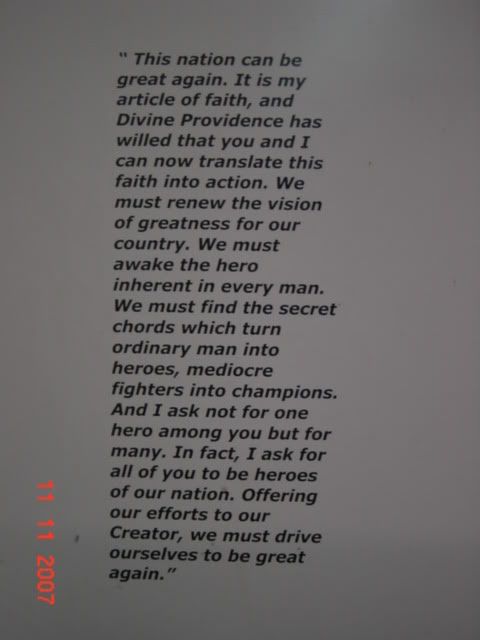 “ This nation can be
great again. It is my
article of faith, and
Divine Providence has
willed that you and I
can now translate this
faith into action. We
must renew the vision
of greatness for our
country. We must
awake the hero
inherent in every man.
We must find the secret
chords which turn
ordinary man into
heroes, mediocre
fighters into champions.
And I ask not for one
hero among you but for
many. In fact, I ask for
all of you to be heroes
of our nation. Offering
our efforts to our
Creator, we must drive
ourselves to be great
again.”
11 11 2007